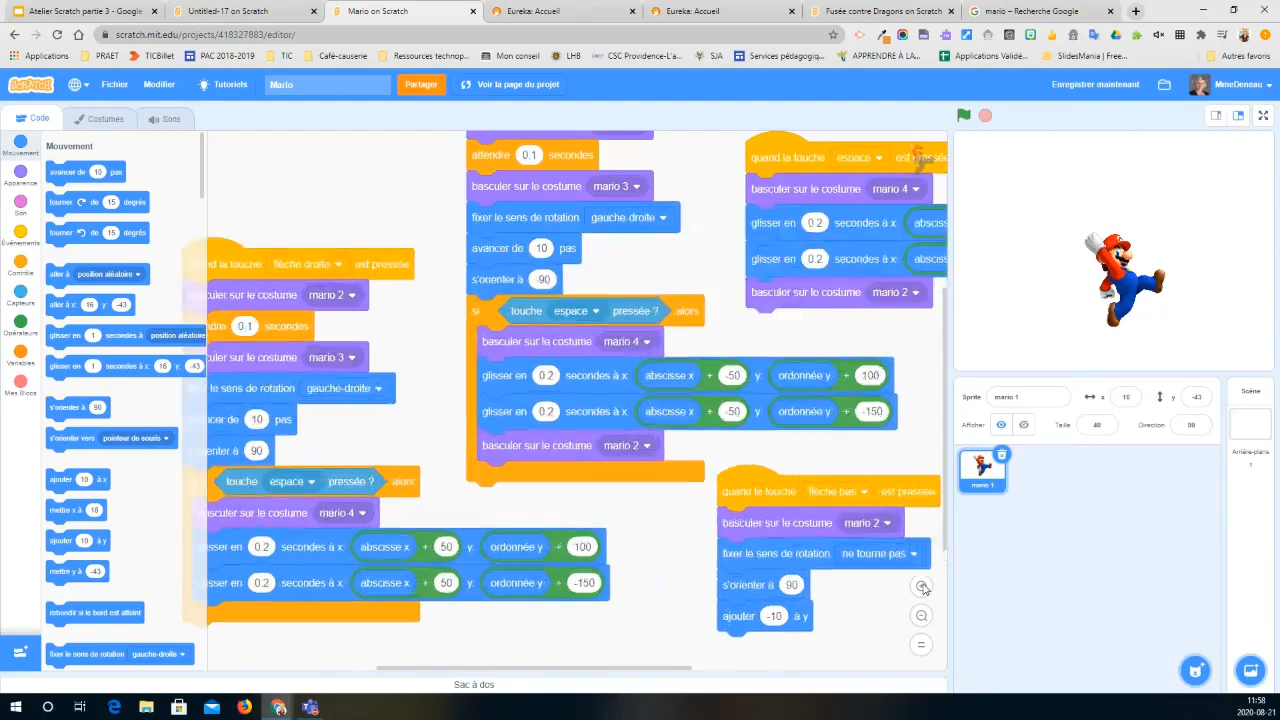 Atelier Scratch partie 3 - Google
Untitled-17 on Scratch
Mario on Scratch
Eureka: Accueil
Eureka: Accueil
Fusée contre Dragons on Scratch
mario – Recherche Google
scratch.mit.edu/projects/418327883/editor/
Applications
PRAET
TICBillet
PAC 2018-2019
TIC
Café-causerie
Ressources technop...
Mon conseil
LHB
CSC Providence-L'a...
SJA
Services pédagogiq...
APPRENDRE À LA...
Applications Validé...
SlidesMania | Free...
Autres favoris
Fichier
Modifier
Tutoriels
Mario
Partager
Voir la page du projet
Enregistrer maintenant
MmeDeneau
Code
Costumes
Sons
Mouvement
Apparence
Son
Événements
Contrôle
Capteurs
Opérateurs
Variables
Mes Blocs
Mouvement
avancer de 10 pas
tourner de 15 degrés
tourner de 15 degrés
aller à position aléatoire
aller à x: 16 y: -43
glisser en 1 secondes à position aléatoire
glisser en 1 secondes à x: 16 y: -43
s'orienter à 90
s'orienter vers pointeur de souris
ajouter 10 à x
mettre x à 16
ajouter 10 à y
mettre y à -43
rebondir si le bord est atteint
fixer le sens de rotation gauche-droite
nd la touche flèche droite est pressée
culer sur le costume mario 2
ndre 0.1 secondes
culer sur le costume mario 3
le sens de rotation gauche-droite
ncer de 10 pas
enter à 90
touche espace pressée ? alors
asculer sur le costume mario 4
lisser en 0.2 secondes à x: abscisse x + 50 y: ordonnée y + 100
lisser en 0.2 secondes à x: abscisse x + 50 y: ordonnée y + -150
attendre 0.1 secondes
basculer sur le costume mario 3
fixer le sens de rotation gauche-droite
avancer de 10 pas
s'orienter à -90
si touche espace pressée ? alors
basculer sur le costume mario 4
glisser en 0.2 secondes à x: abscisse x + -50 y: ordonnée y + 100
glisser en 0.2 secondes à x: abscisse x + -50 y: ordonnée y + -150
basculer sur le costume mario 2
quand la touche espace est pressée
basculer sur le costume mario 4
glisser en 0.2 secondes à x: abscis
glisser en 0.2 secondes à x: abscis
basculer sur le costume mario 2
quand la touche flèche bas est pressée
basculer sur le costume mario 2
fixer le sens de rotation ne tourne pas
s'orienter à 90
ajouter -10 à y
Sac à dos
Sprite mario 1 x 16 y -43
Afficher Taille 40 Direction 90
mario 1
Scène
Arrière-plans
1
11:58
2020-08-21